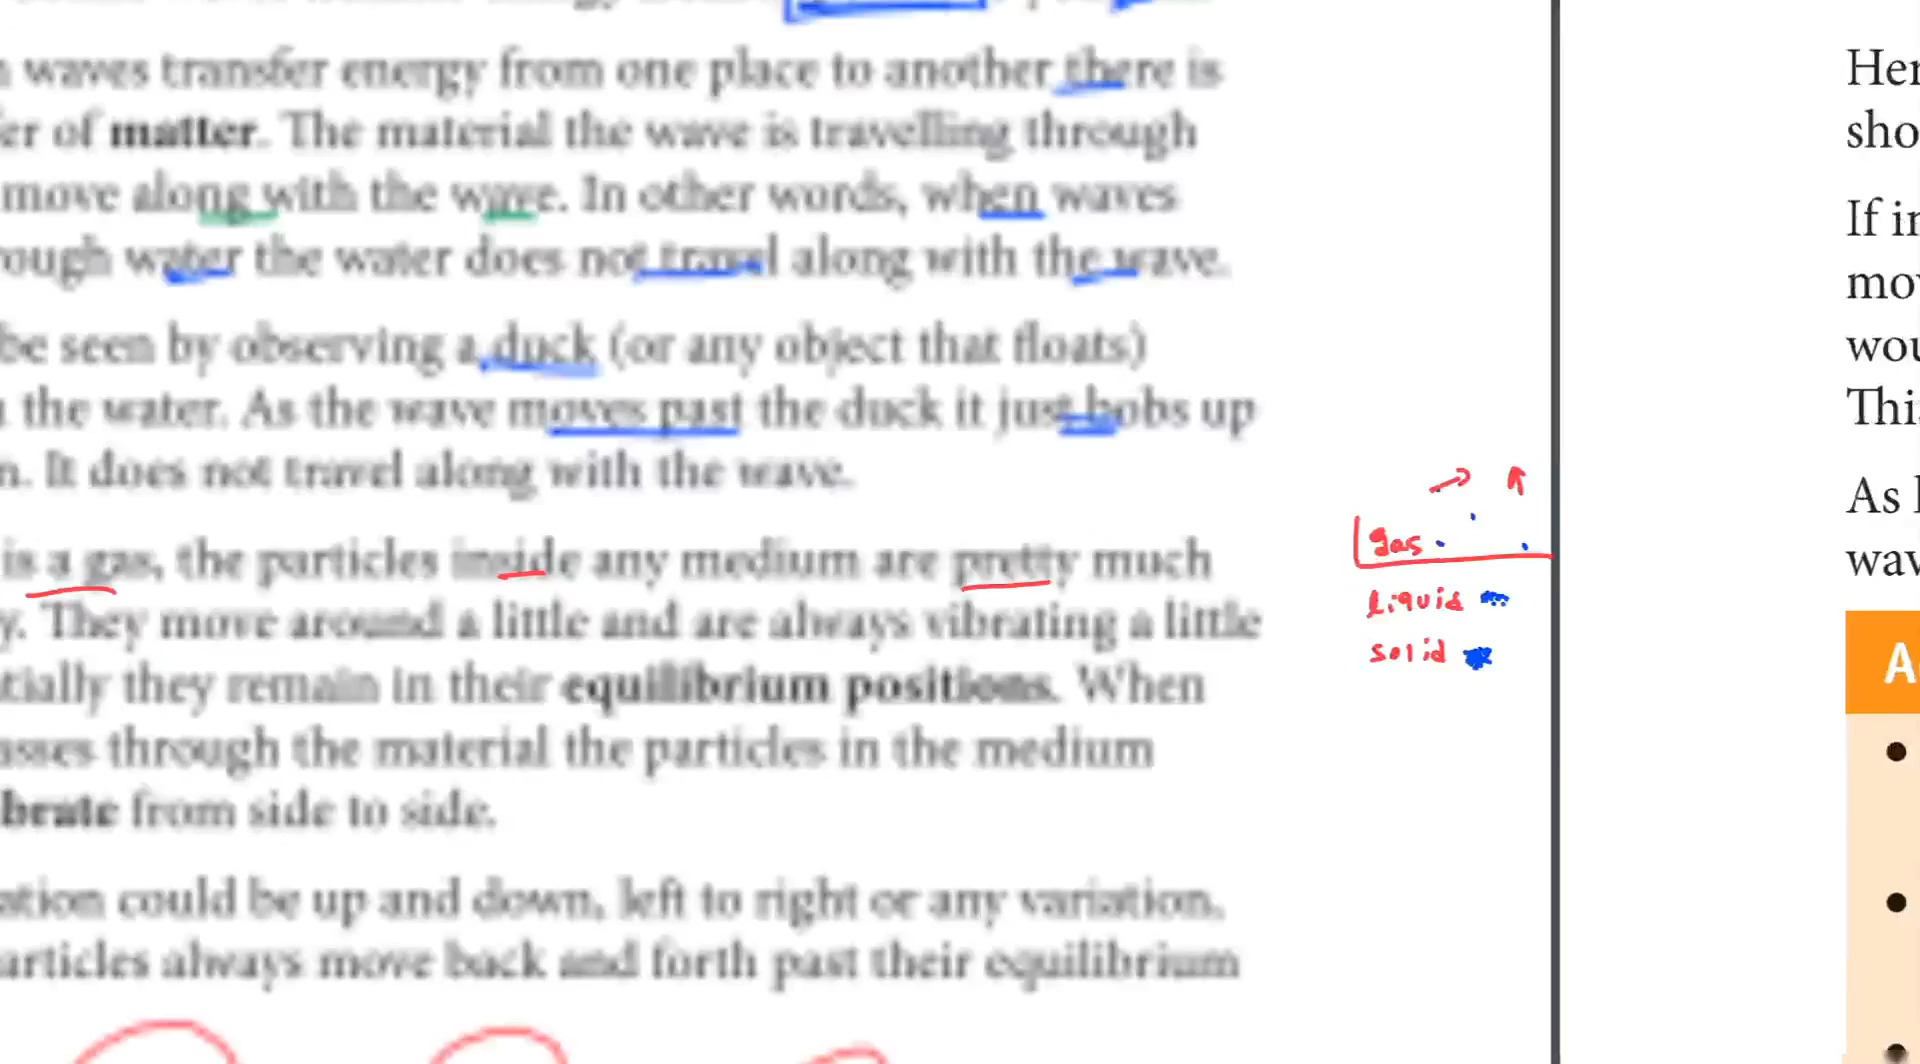 waves transfer energy from one place to another there is
er of matter. The material the wave is travelling through
move along with the wave. In other words, when waves
rough water the water does not travel along with the wave.
be seen by observing a duck (or any object that floats)
the water. As the wave moves past the duck it just bobs up
n. It does not travel along with the wave.
is a gas, the particles inside any medium are pretty much
y. They move around a little and are always vibrating a little
tially they remain in their equilibrium positions. When
asses through the material the particles in the medium
brate from side to side.
ation could be up and down, left to right or any variation.
articles always move back and forth past their equilibrium
gas
liquid
solid
Her
sho
If in
mov
wou
Thi
As
wav
A